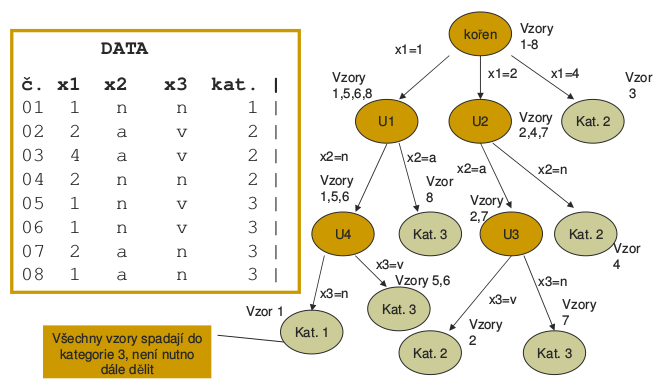 DATA
č. x1 x2 x3 kat. |
01 1 n n 1 |
02 2 a v 2 |
03 4 a v 2 |
04 2 n n 2 |
05 1 n v 3 |
06 1 n v 3 |
07 2 a n 3 |
08 1 a n 3 |
kořen
Vzory
1-8
x1=1
x1=2
x1=4
Vzory
1,5,6,8
Vzor
3
U1
U2
Vzory
2,4,7
Kat. 2
x2=n
x2=a
x2=a
x2=n
Vzory
1,5,6
Vzor
8
Vzory
2,7
U4
Kat. 3
U3
Kat. 2
Vzor
4
x3=n
x3=v
Vzory 5,6
x3=v
x3=n
Vzor 1
Kat. 3
Vzory
2
Vzory
7
Kat. 1
Kat. 2
Kat. 3
Všechny vzory spadají do
kategorie 3, není nutno
dále dělit